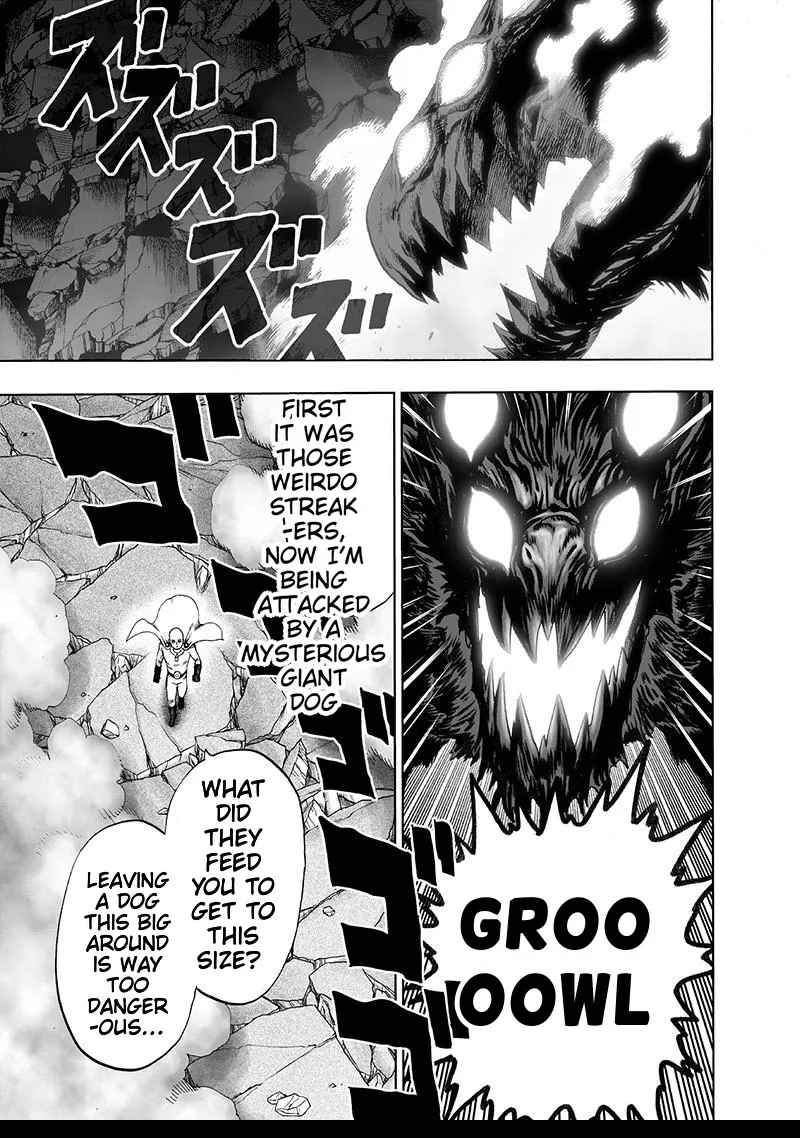 ズズズズズ
GROO
OOWL
ゴゴゴゴゴ
FIRST
IT WAS
THOSE
WEIRDO
STREAK
-ERS,
NOW I'M
BEING
ATTACKED
BY A
MYSTERIOUS
GIANT
DOG
WHAT
DID
THEY
FEED
YOU TO
GET TO
THIS
SIZE?
LEAVING
A DOG
THIS BIG
AROUND
IS WAY
TOO
DANGER
-OUS...